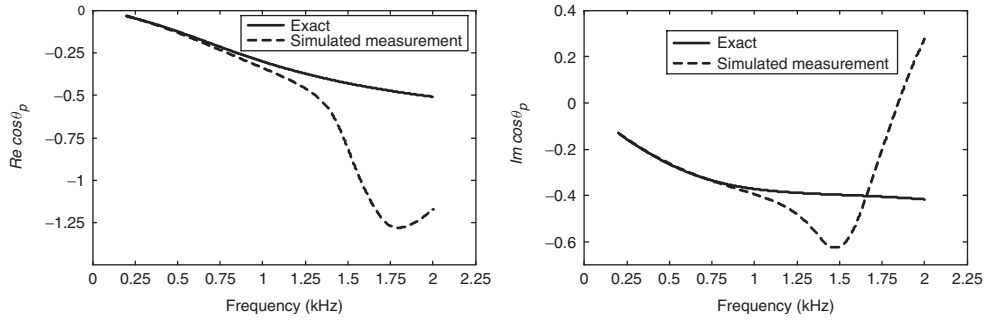 0
−0.25
−0.5
−0.75
−1
−1.25
Re cosθp
Exact
Simulated measurement
0 0.25 0.5 0.75 1 1.25 1.5 1.75 2 2.25
Frequency (kHz)
0.4
0.2
0
−0.2
−0.4
−0.6
Im cosθp
Exact
Simulated measurement
0 0.25 0.5 0.75 1 1.25 1.5 1.75 2 2.25
Frequency (kHz)